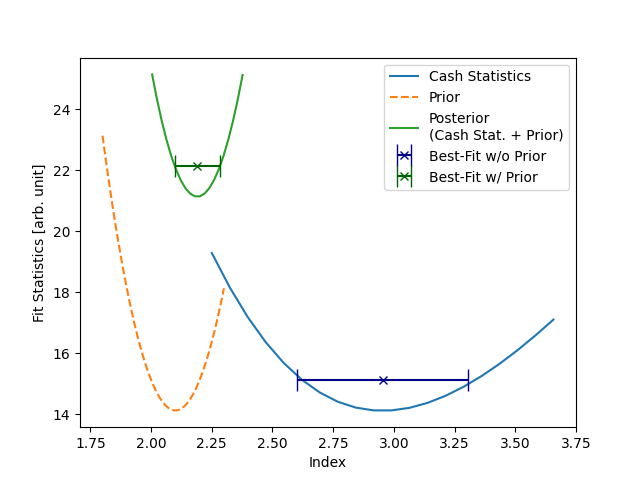 Cash Statistics
Prior
Posterior
(Cash Stat. + Prior)
Best-Fit w/o Prior
Best-Fit w/ Prior
Fit Statistics [arb. unit]
24
22
20
18
16
14
1.75 2.00 2.25 2.50 2.75 3.00 3.25 3.50 3.75
Index